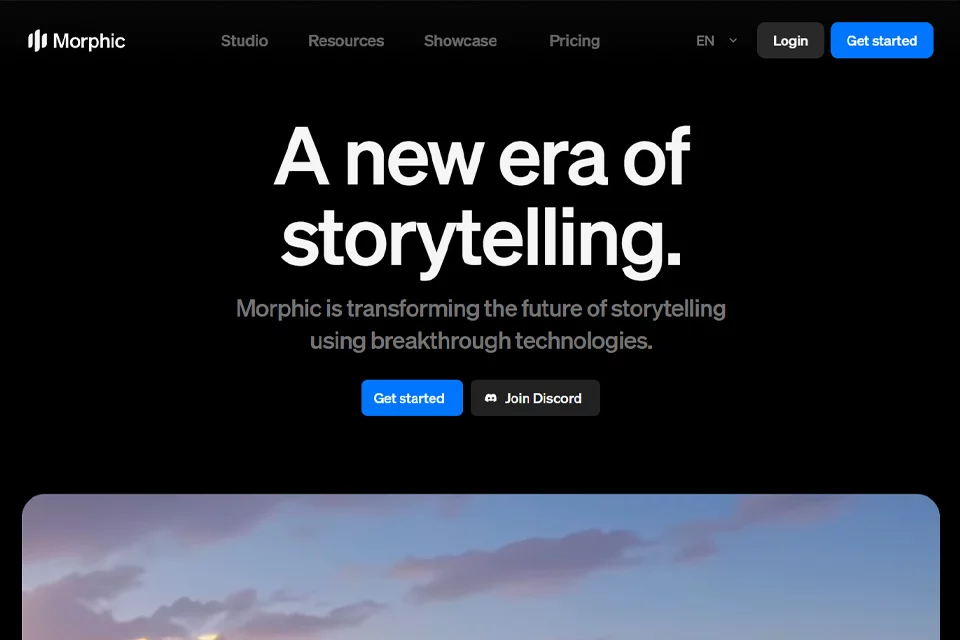 Morphic
Studio
Resources
Showcase
Pricing
EN
Login
Get started
A new era of
storytelling.
Morphic is transforming the future of storytelling
using breakthrough technologies.
Get started
Join Discord